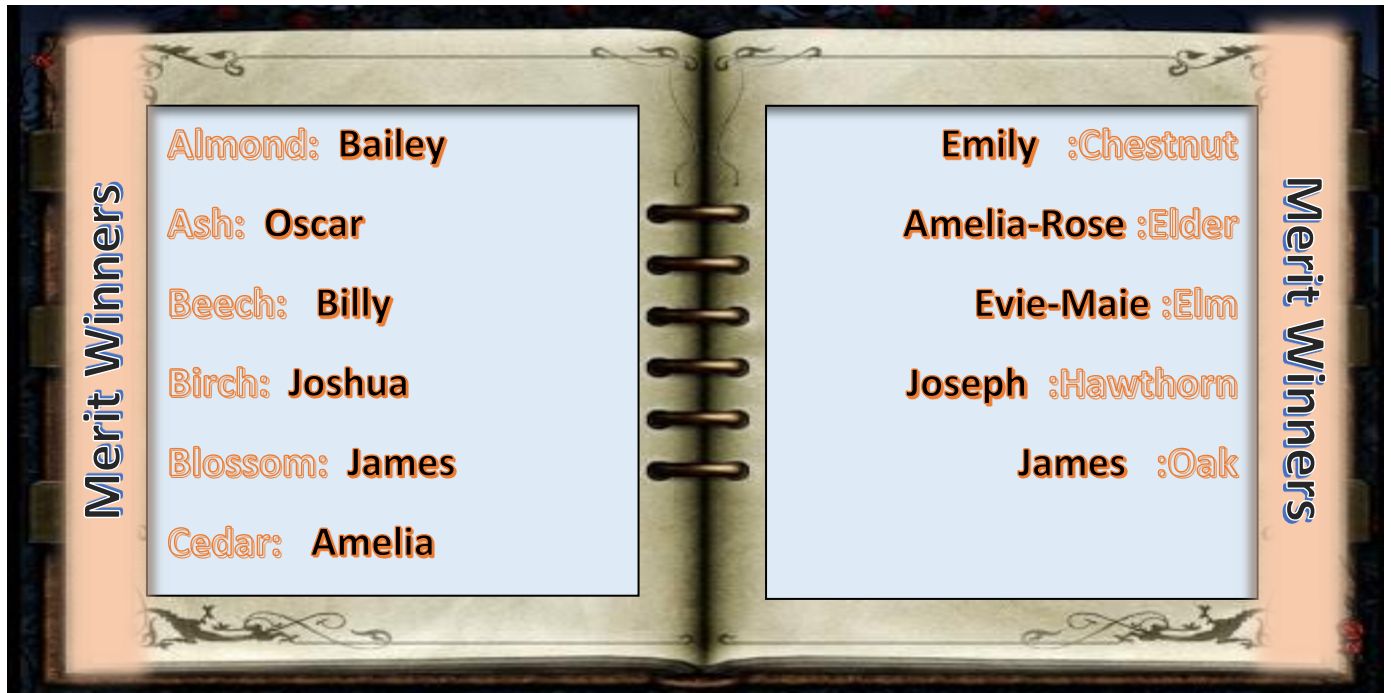 Merit Winners
Almond: Bailey
Ash: Oscar
Beech: Billy
Birch: Joshua
Blossom: James
Cedar: Amelia
Emily :Chestnut
Amelia-Rose :Elder
Evie-Maie :Elm
Joseph :Hawthorn
James :Oak
Merit Winners